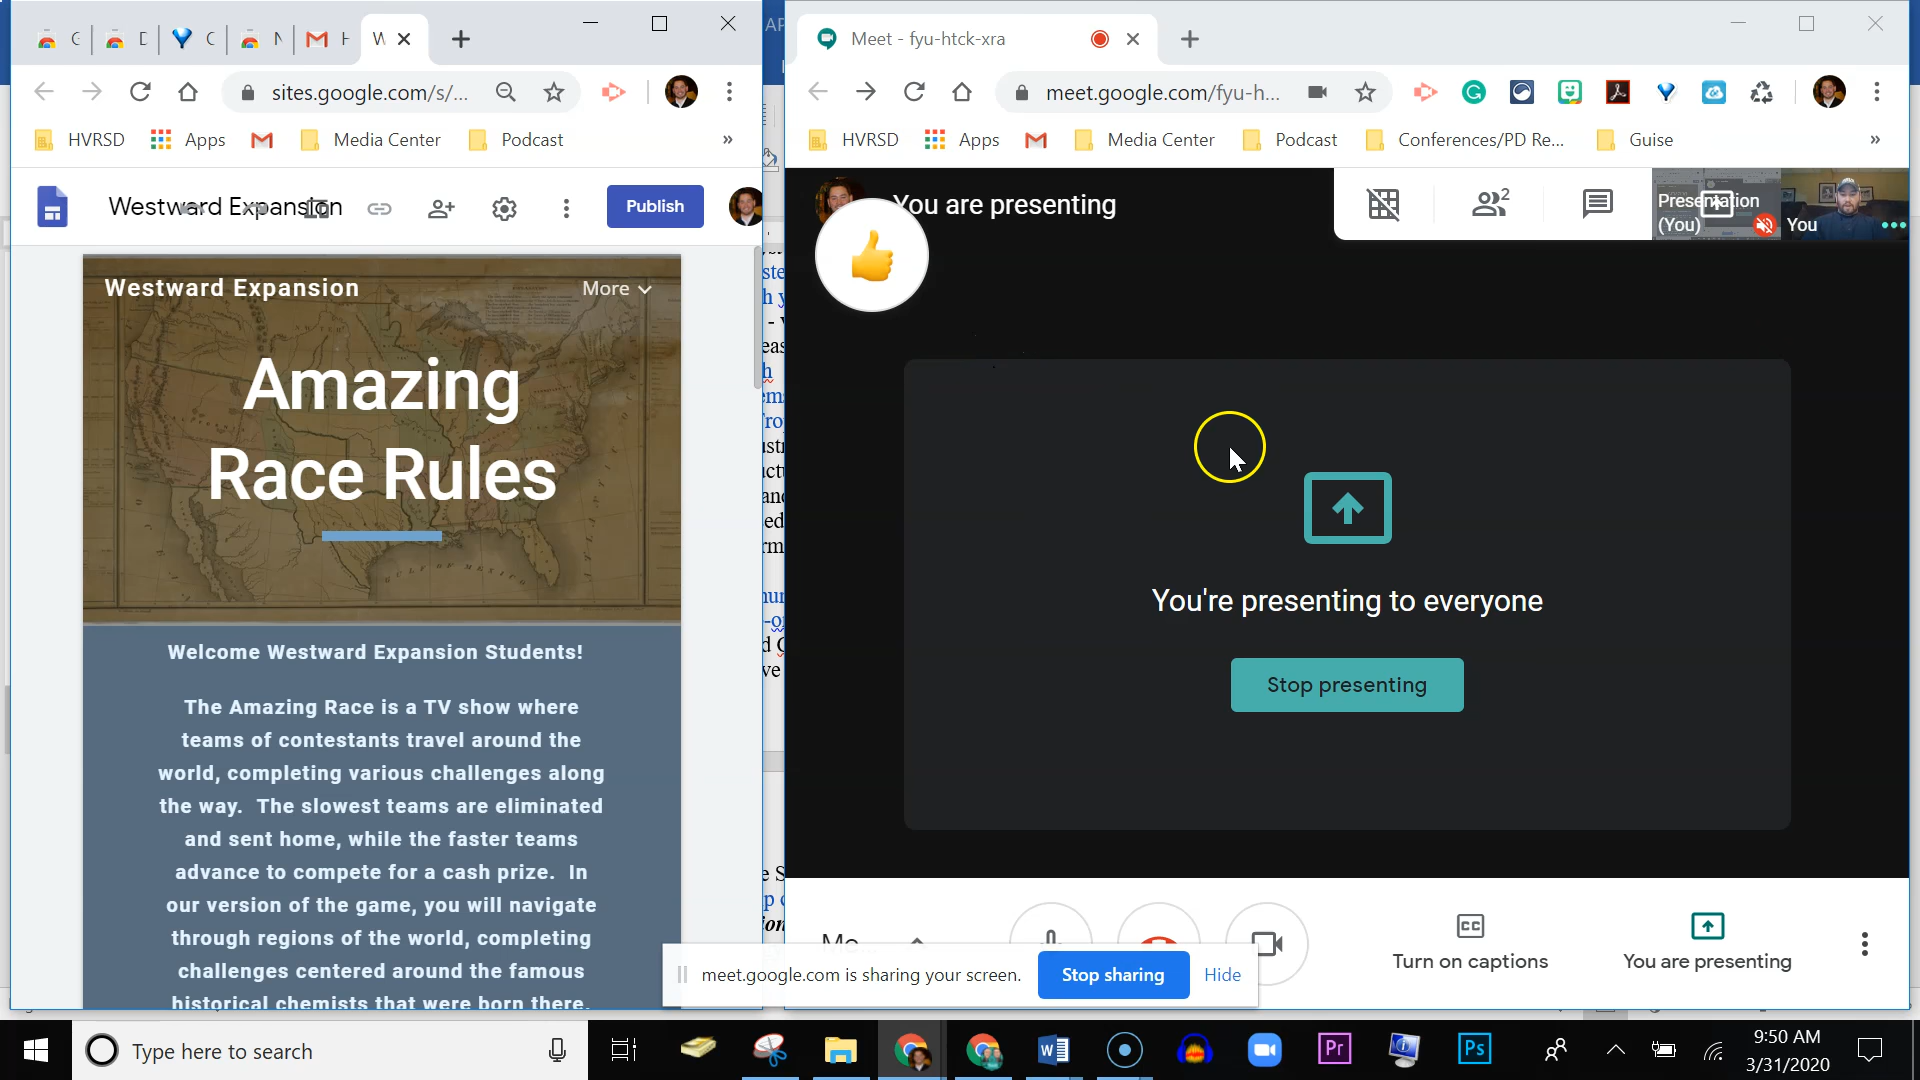 Meet - fyu-htck-xra
sites.google.com/s/...
meet.google.com/fyu-h...
HVRSD
Apps
Media Center
Podcast
»
HVRSD
Apps
Media Center
Podcast
Conferences/PD Re...
Guise
»
Westward Expansion
Publish
You are presenting
2
Presentation
(You)
You
Westward Expansion
More
Amazing
Race Rules
Welcome Westward Expansion Students!
The Amazing Race is a TV show where
teams of contestants travel around the
world, completing various challenges along
the way. The slowest teams are eliminated
and sent home, while the faster teams
advance to compete for a cash prize. In
our version of the game, you will navigate
through regions of the world, completing
challenges centered around the famous
historical chemists that were born there.
GULF OF MEXICO
You're presenting to everyone
Stop presenting
CC
Turn on captions
You are presenting
meet.google.com is sharing your screen.
Stop sharing
Hide
Type here to search
Pr
Ps
9:50 AM
3/31/2020